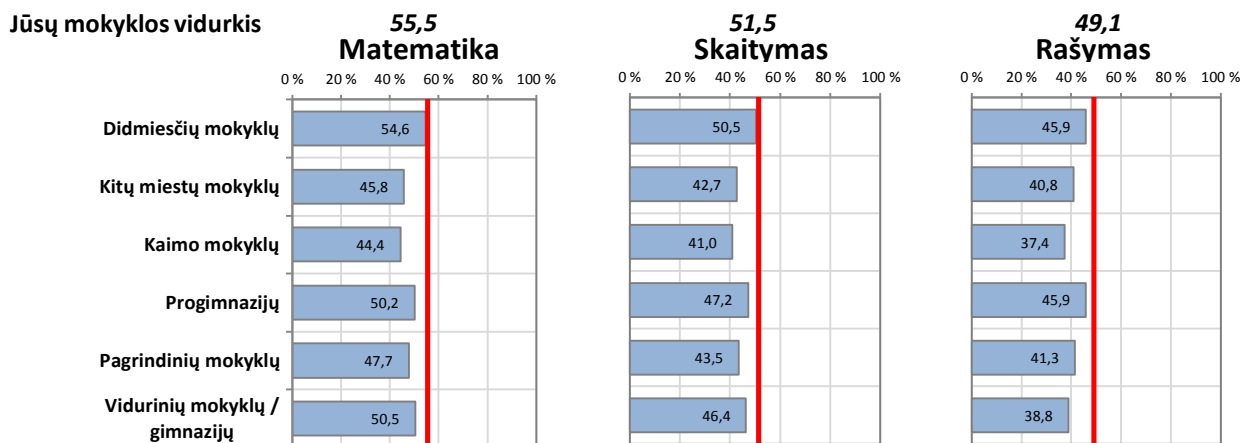 Jūsų mokyklos vidurkis 55,5 51,5 49,1
Matematika Skaitymas Rašymas
0 % 20 % 40 % 60 % 80 % 100 % 0 % 20 % 40 % 60 % 80 % 100 % 0 % 20 % 40 % 60 % 80 % 100 %
Didmiesčių mokyklų 54,6 50,5 45,9
Kitų miestų mokyklų 45,8 42,7 40,8
Kaimo mokyklų 44,4 41,0 37,4
Progimnazijų 50,2 47,2 45,9
Pagrindinių mokyklų 47,7 43,5 41,3
Vidurinių mokyklų /
gimnazijų 50,5 46,4 38,8